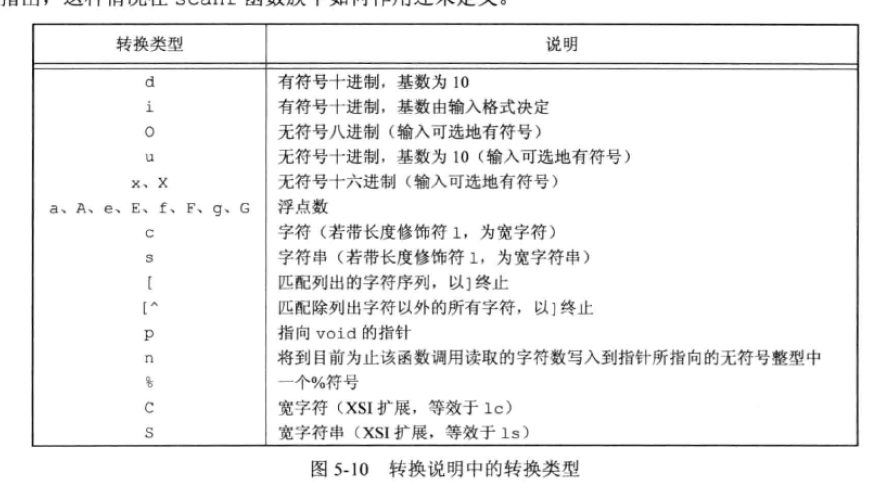 指出，这种情况在 scanf 函数族中如何作用还未定义。
转换类型 说明
d 有符号十进制，基数为 10
i 有符号十进制，基数由输入格式决定
O 无符号八进制（输入可选地有符号）
u 无符号十进制，基数为 10（输入可选地有符号）
x、X 无符号十六进制（输入可选地有符号）
a、A、e、E、f、F、g、G 浮点数
c 字符（若带长度修饰符 l，为宽字符）
s 字符串（若带长度修饰符 l，为宽字符串）
[ 匹配列出的字符序列，以]终止
[^ 匹配除列出字符以外的所有字符，以]终止
p 指向 void 的指针
n 将到目前为止该函数调用读取的字符数写入到指针所指向的无符号整型中
% 一个%符号
C 宽字符（XSI 扩展，等效于 lc）
S 宽字符串（XSI 扩展，等效于 ls）
图 5-10 转换说明中的转换类型